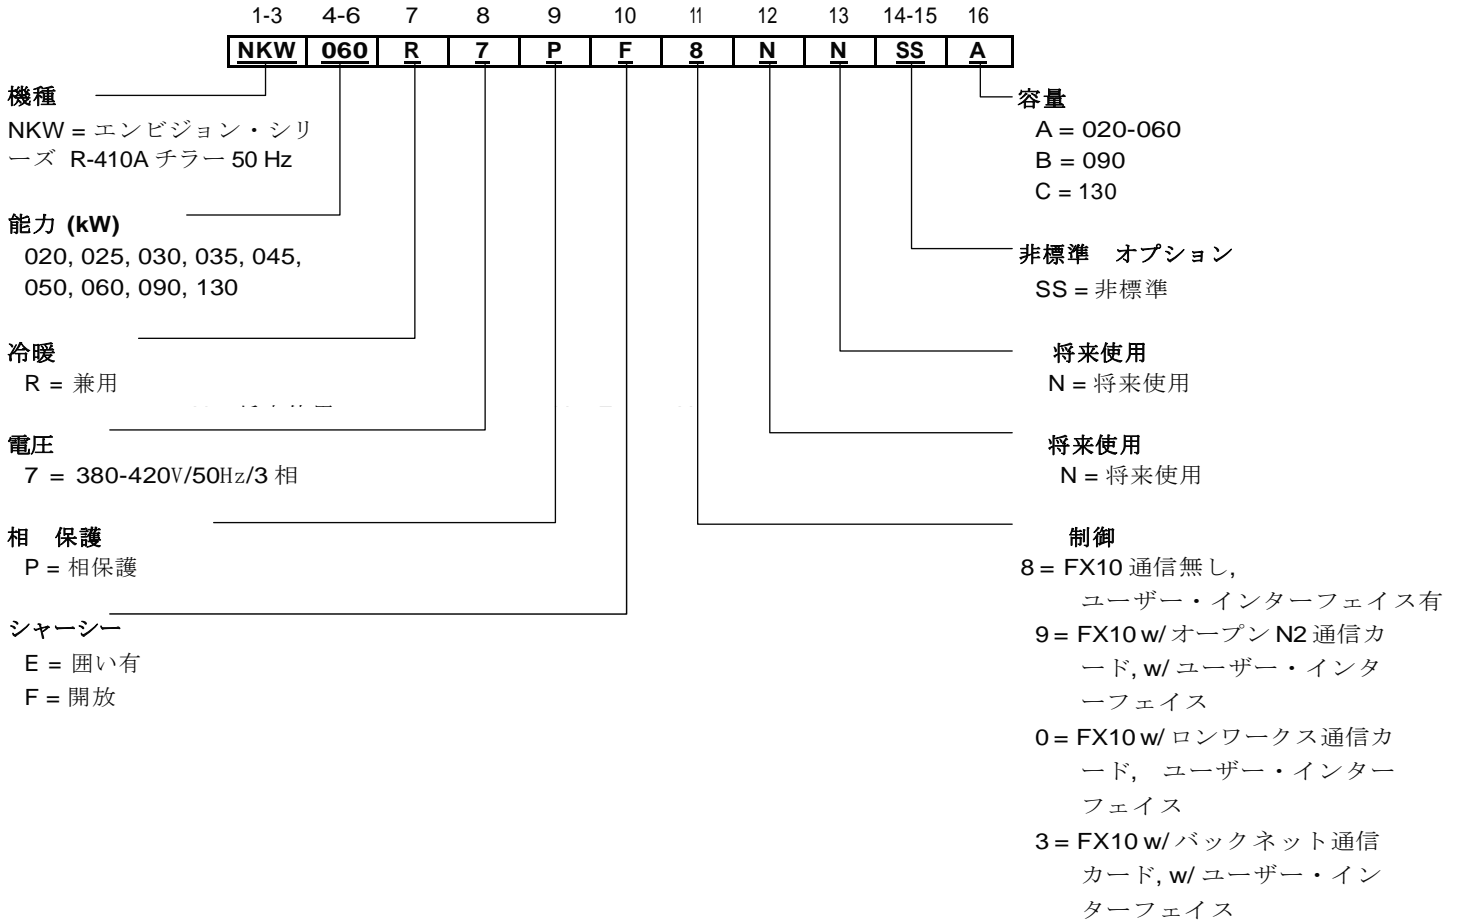 1-3 4-6 7 8 9 10 11 12 13 14-15 16
NKW 060 R 7 P F 8 N N SS A
機種
NKW = エンビジョン・シリ
ーズ R-410A チラー 50 Hz
能力 (kW)
020, 025, 030, 035, 045,
050, 060, 090, 130
冷暖
R = 兼用
電圧
7 = 380-420V/50Hz/3 相
相 保護
P = 相保護
シャーシー
E = 囲い有
F = 開放
容量
A = 020-060
B = 090
C = 130
非標準 オプション
SS = 非標準
将来使用
N = 将来使用
将来使用
N = 将来使用
制御
8 = FX10 通信無し,
ユーザー・インターフェイス有
9 = FX10 w/ オープン N2 通信カ
ード, w/ ユーザー・インタ
ーフェイス
0 = FX10 w/ ロンワークス通信カ
ード, ユーザー・インター
フェイス
3 = FX10 w/ バックネット通信
カード, w/ ユーザー・イン
ターフェイス